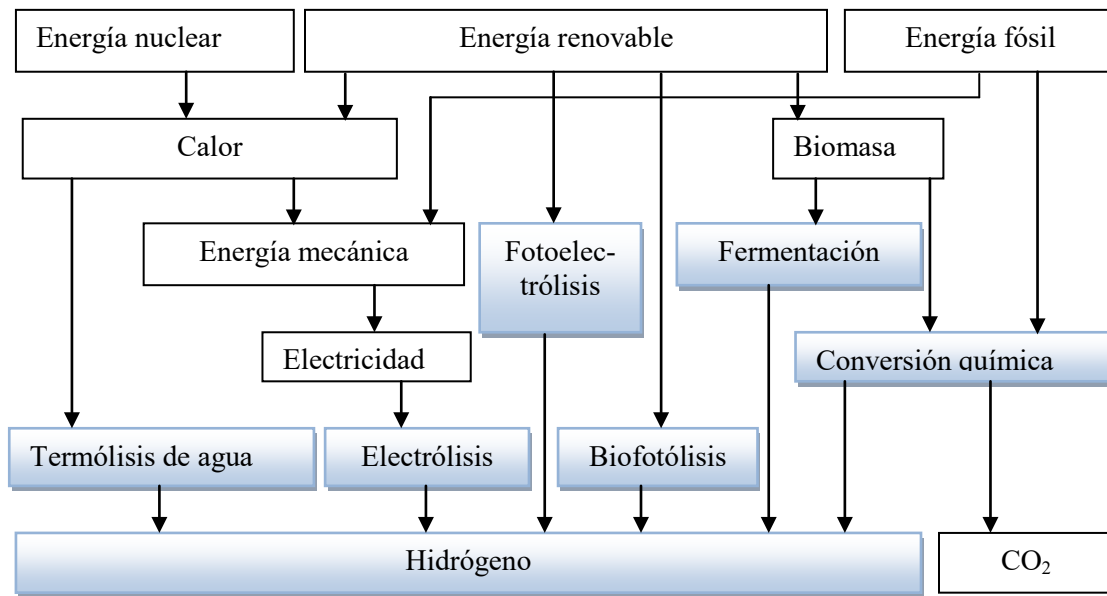 Energía nuclear
Energía renovable
Energía fósil
Calor
Biomasa
Energía mecánica
Fotoelec-
trólisis
Fermentación
Electricidad
Conversión química
Termólisis de agua
Electrólisis
Biofotólisis
Hidrógeno
CO₂